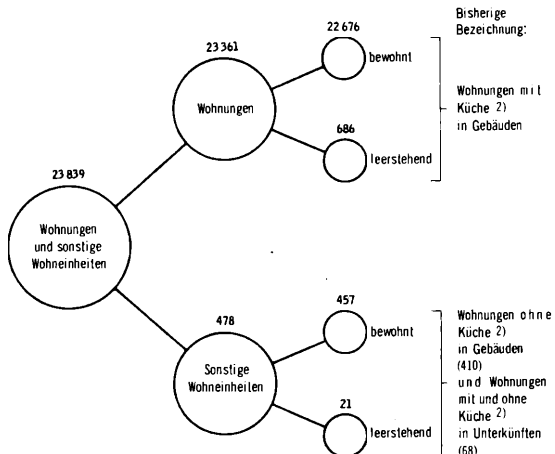 Bisherige
Bezeichnung:
22 676
bewohnt
23 361
Wohnungen
Wohnungen mit
Küche 2)
in Gebäuden
686
leerstehend
23 839
Wohnungen
und sonstige
Wohneinheiten
478
Sonstige
Wohneinheiten
457
bewohnt
21
leerstehend
Wohnungen ohne
Küche 2)
in Gebäuden
(410)
und Wohnungen
mit und ohne
Küche 2)
in Unterkünften
(68)